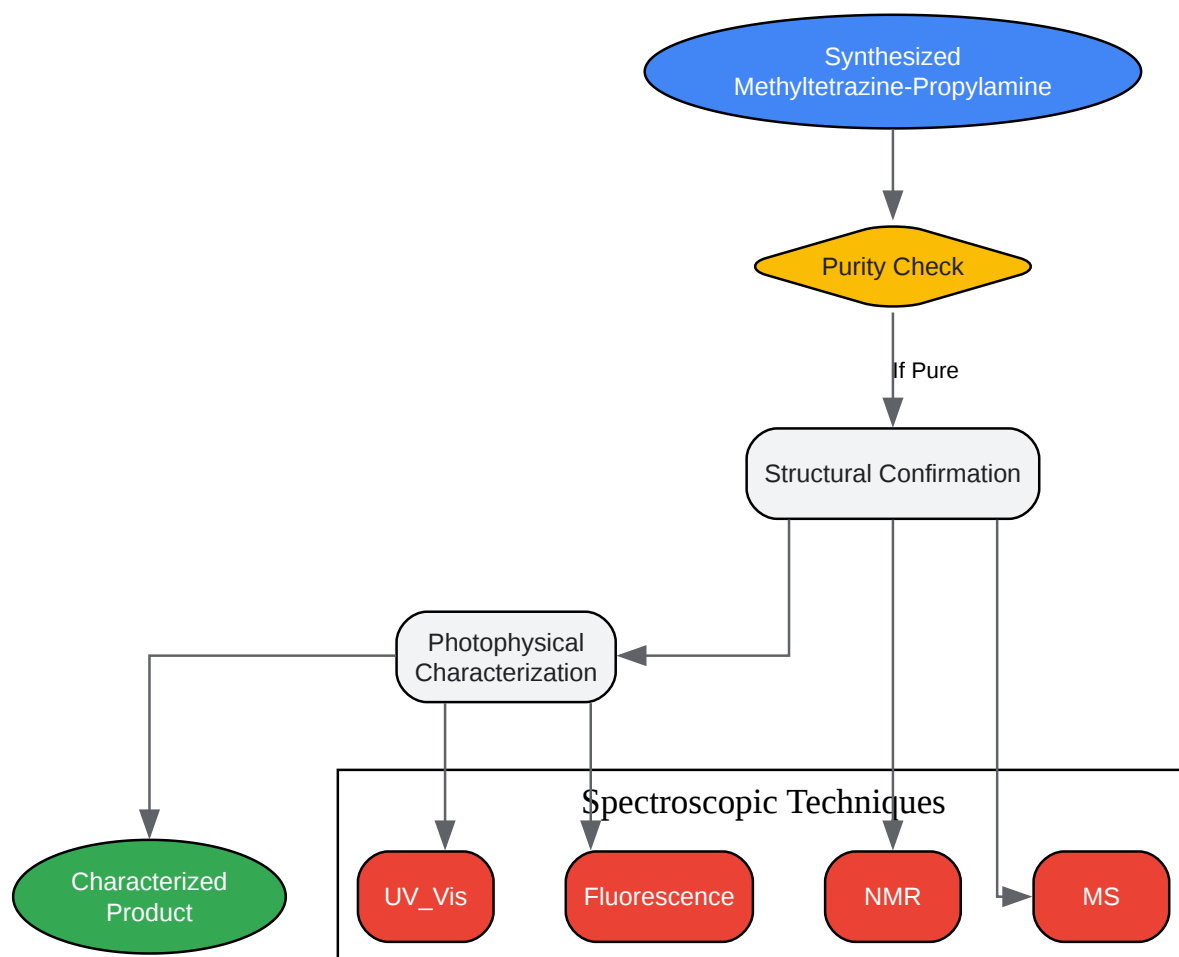 Synthesized
Methyltetrazine-Propylamine
Purity Check
If Pure
Structural Confirmation
Photophysical
Characterization
Spectroscopic Techniques
Characterized
Product
UV_Vis
Fluorescence
NMR
MS